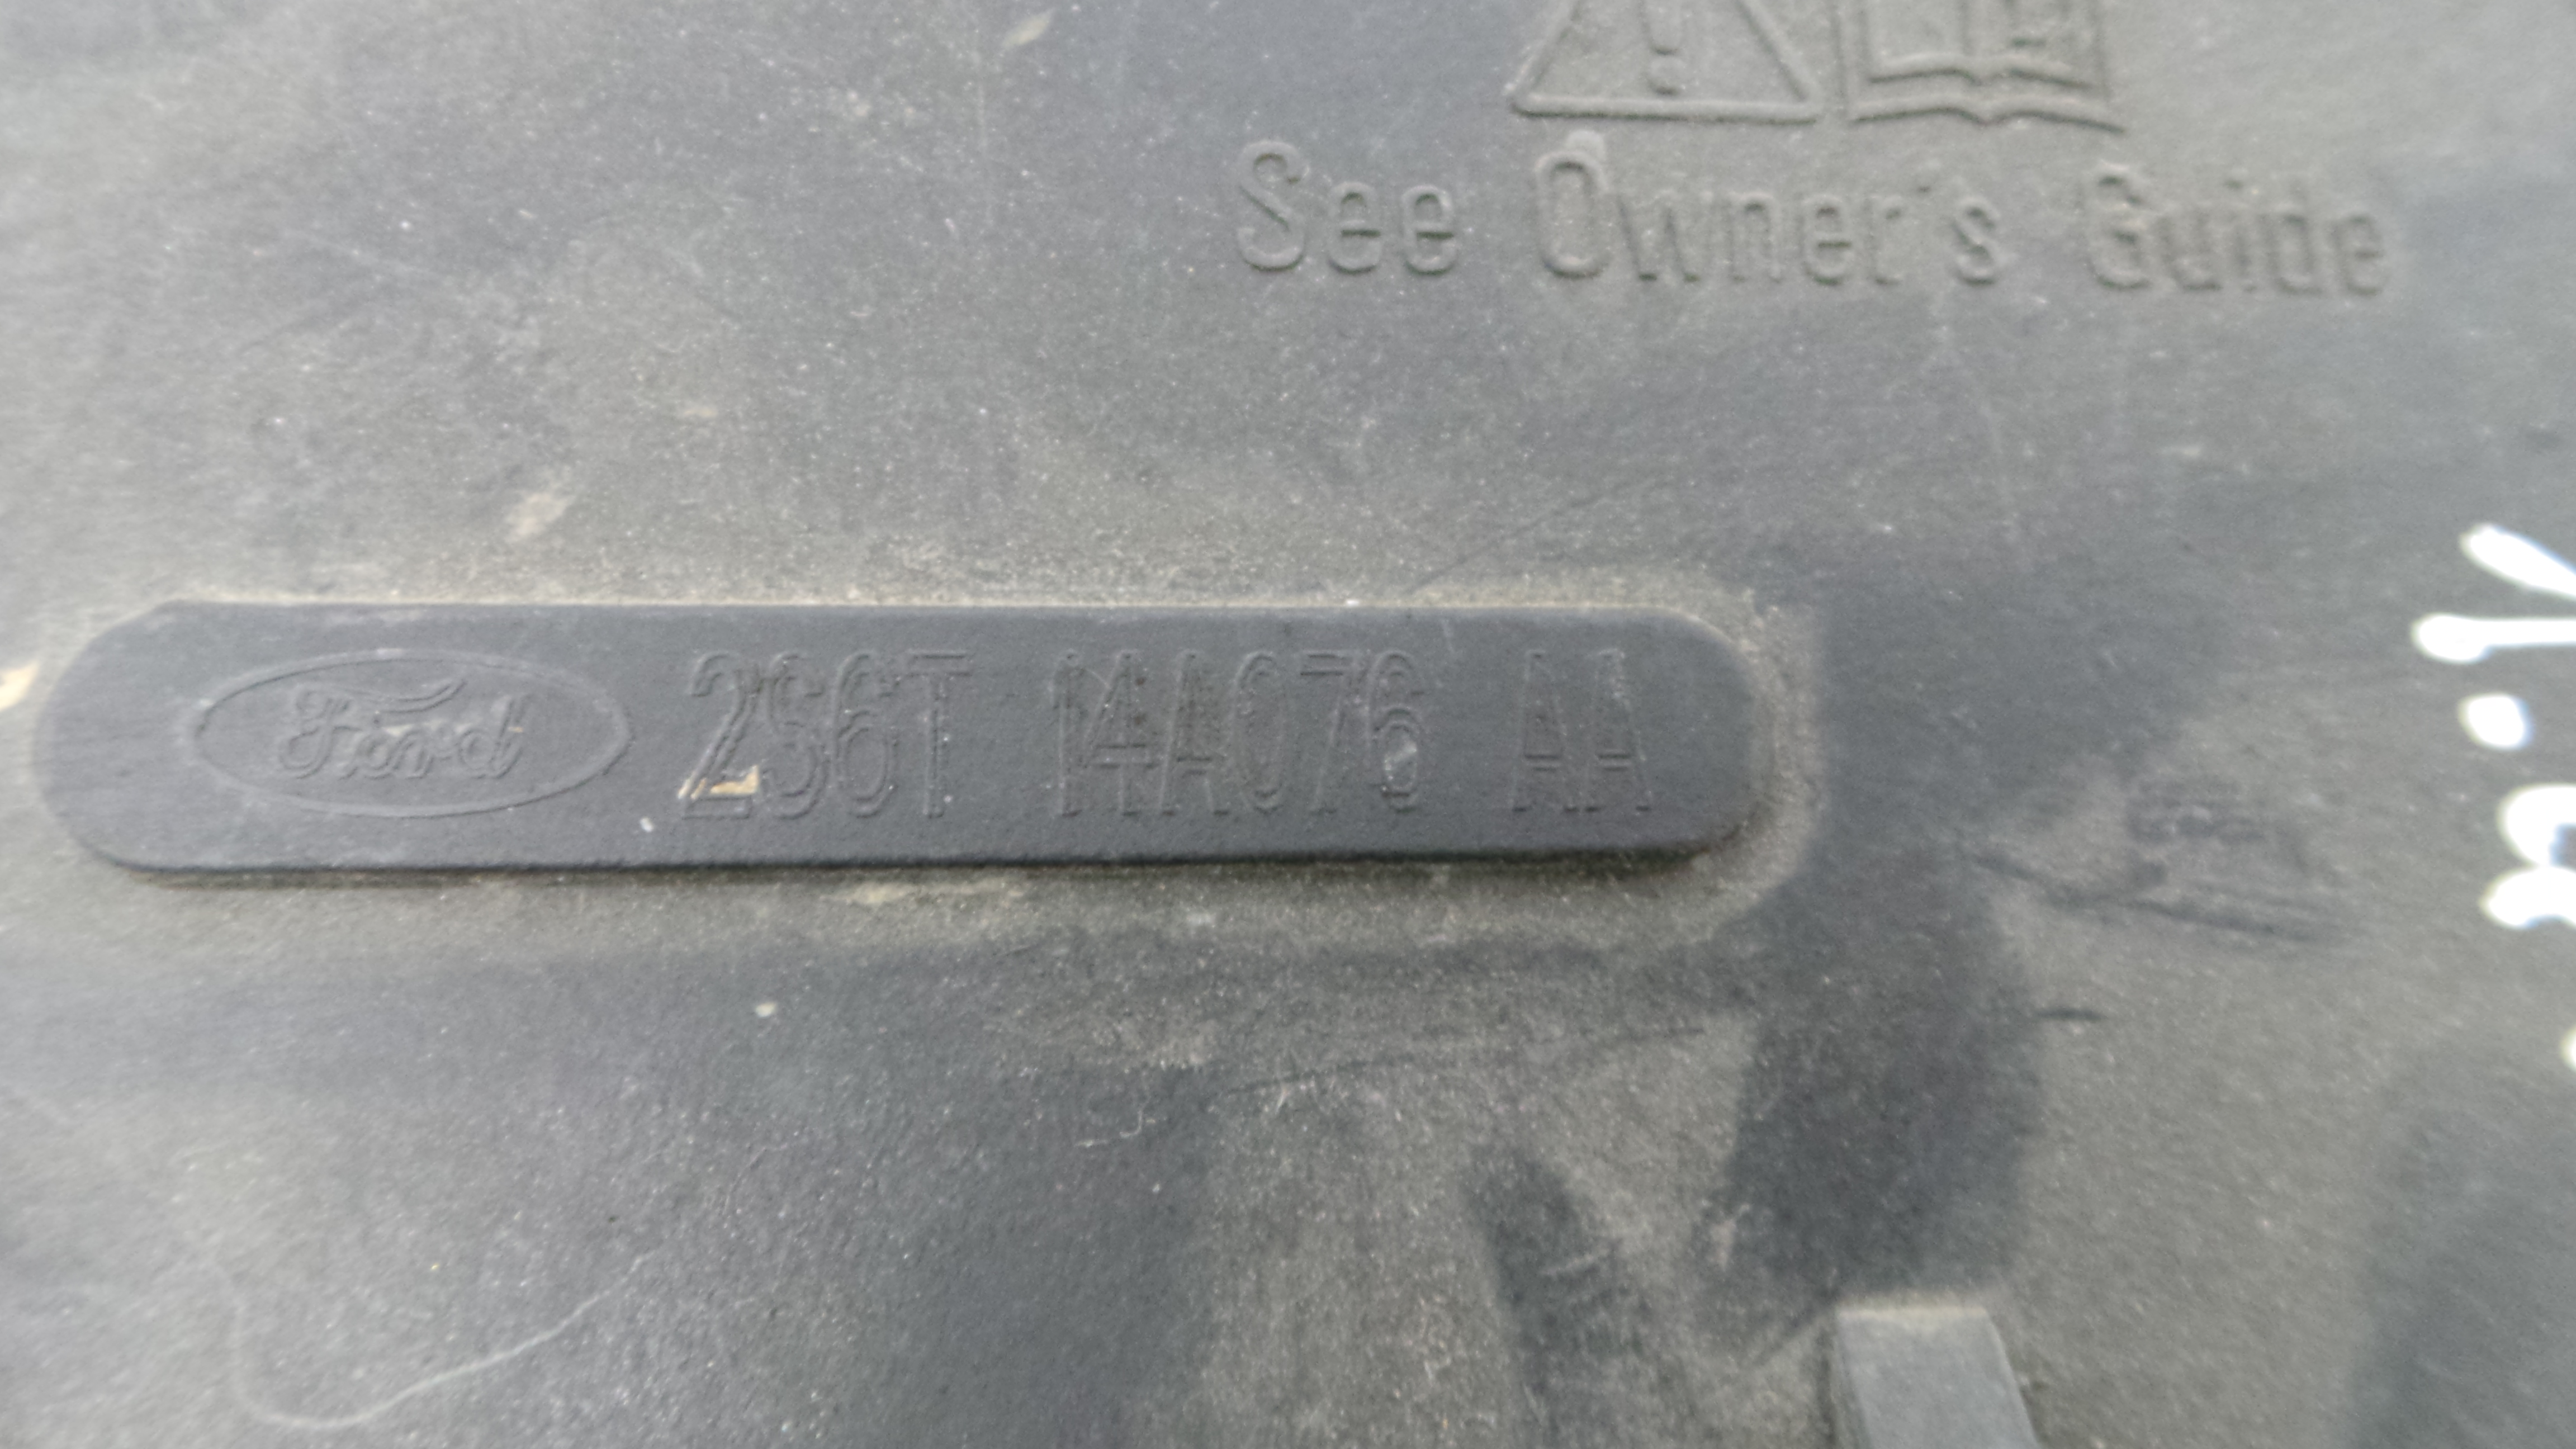 See Owner's Guide
Ford 2S6T 14A076 AA